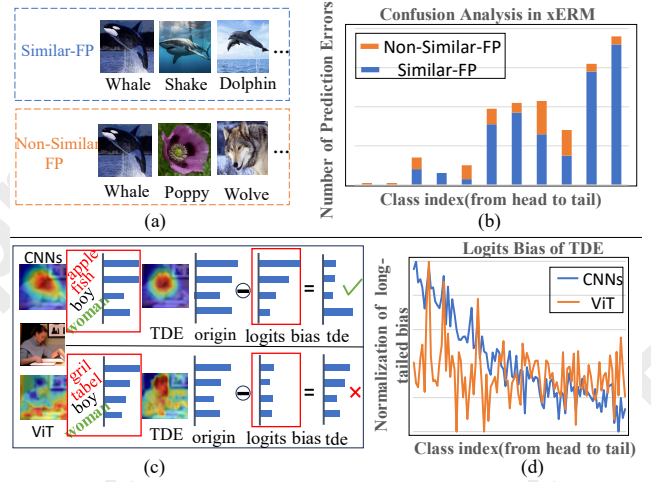 Similar-FP
Whale Shake Dolphin ...
Non-Similar
FP
Whale Poppy Wolve ...
(a)
Confusion Analysis in xERM
Number of Prediction Errors
Non-Similar-FP
Similar-FP
Class index(from head to tail)
(b)
CNNs
apple
fish
boy
woman
TDE origin logits bias tde
= ✓
gril
tabel
boy
woman
ViT TDE origin logits bias tde
= ×
(c)
Logits Bias of TDE
Normalization of long-
tailed bias
CNNs
ViT
Class index(from head to tail)
(d)